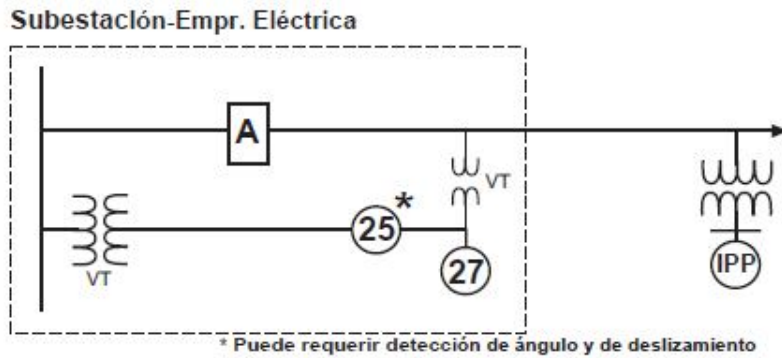 Subestación-Empr. Eléctrica
A
VT
VT
25
*
27
IPP
* Puede requerir detección de ángulo y de deslizamiento